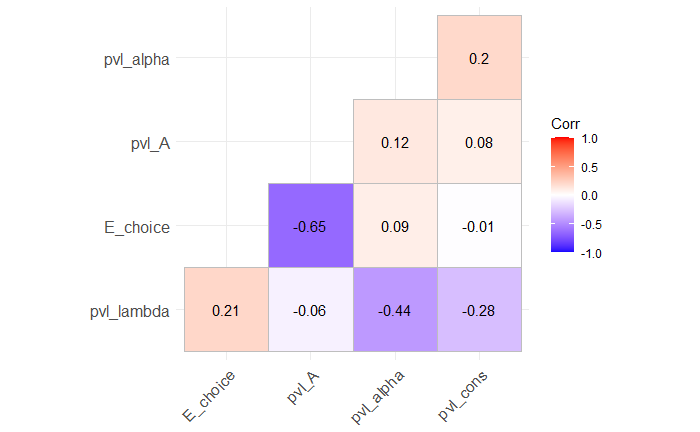 pvl_alpha
0.2
pvl_A
0.12
0.08
E_choice
-0.65
0.09
-0.01
pvl_lambda
0.21
-0.06
-0.44
-0.28
E_choice
pvl_A
pvl_alpha
pvl_cons
Corr
1.0
0.5
0.0
-0.5
-1.0